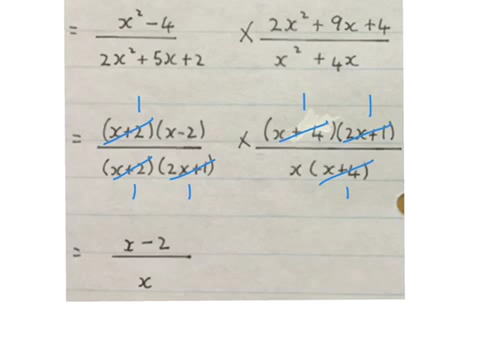 = (x² - 4)/(2x² + 5x + 2) × (2x² + 9x + 4)/(x² + 4x)
1 1 1
= ((x+2)(x-2))/((x+2)(2x+1)) × ((x+4)(2x+1))/(x(x+4))
1 1 1
= (x-2)/x